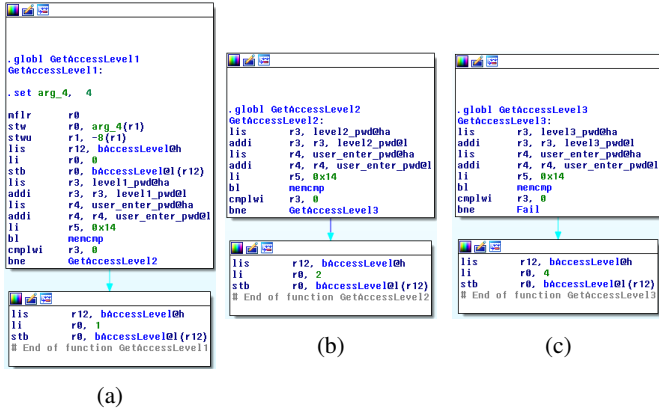 .globl GetAccessLevel1
GetAccessLevel1:
.set arg_4, 4
mflr r0
stw r0, arg_4(r1)
stwu r1, -8(r1)
lis r12, bAccessLevel@h
li r0, 0
stb r0, bAccessLevel@l(r12)
lis r3, level1_pwd@ha
addi r3, r3, level1_pwd@l
lis r4, user_enter_pwd@ha
addi r4, r4, user_enter_pwd@l
li r5, 0x14
bl memcmp
cmplwi r3, 0
bne GetAccessLevel2
lis r12, bAccessLevel@h
li r0, 1
stb r0, bAccessLevel@l(r12)
# End of function GetAccessLevel1
(a)
.globl GetAccessLevel2
GetAccessLevel2:
lis r3, level2_pwd@ha
addi r3, r3, level2_pwd@l
lis r4, user_enter_pwd@ha
addi r4, r4, user_enter_pwd@l
li r5, 0x14
bl memcmp
cmplwi r3, 0
bne GetAccessLevel3
lis r12, bAccessLevel@h
li r0, 2
stb r0, bAccessLevel@l(r12)
# End of function GetAccessLevel2
(b)
.globl GetAccessLevel3
GetAccessLevel3:
lis r3, level3_pwd@ha
addi r3, r3, level3_pwd@l
lis r4, user_enter_pwd@ha
addi r4, r4, user_enter_pwd@l
li r5, 0x14
bl memcmp
cmplwi r3, 0
bne Fail
lis r12, bAccessLevel@h
li r0, 4
stb r0, bAccessLevel@l(r12)
# End of function GetAccessLevel3
(c)